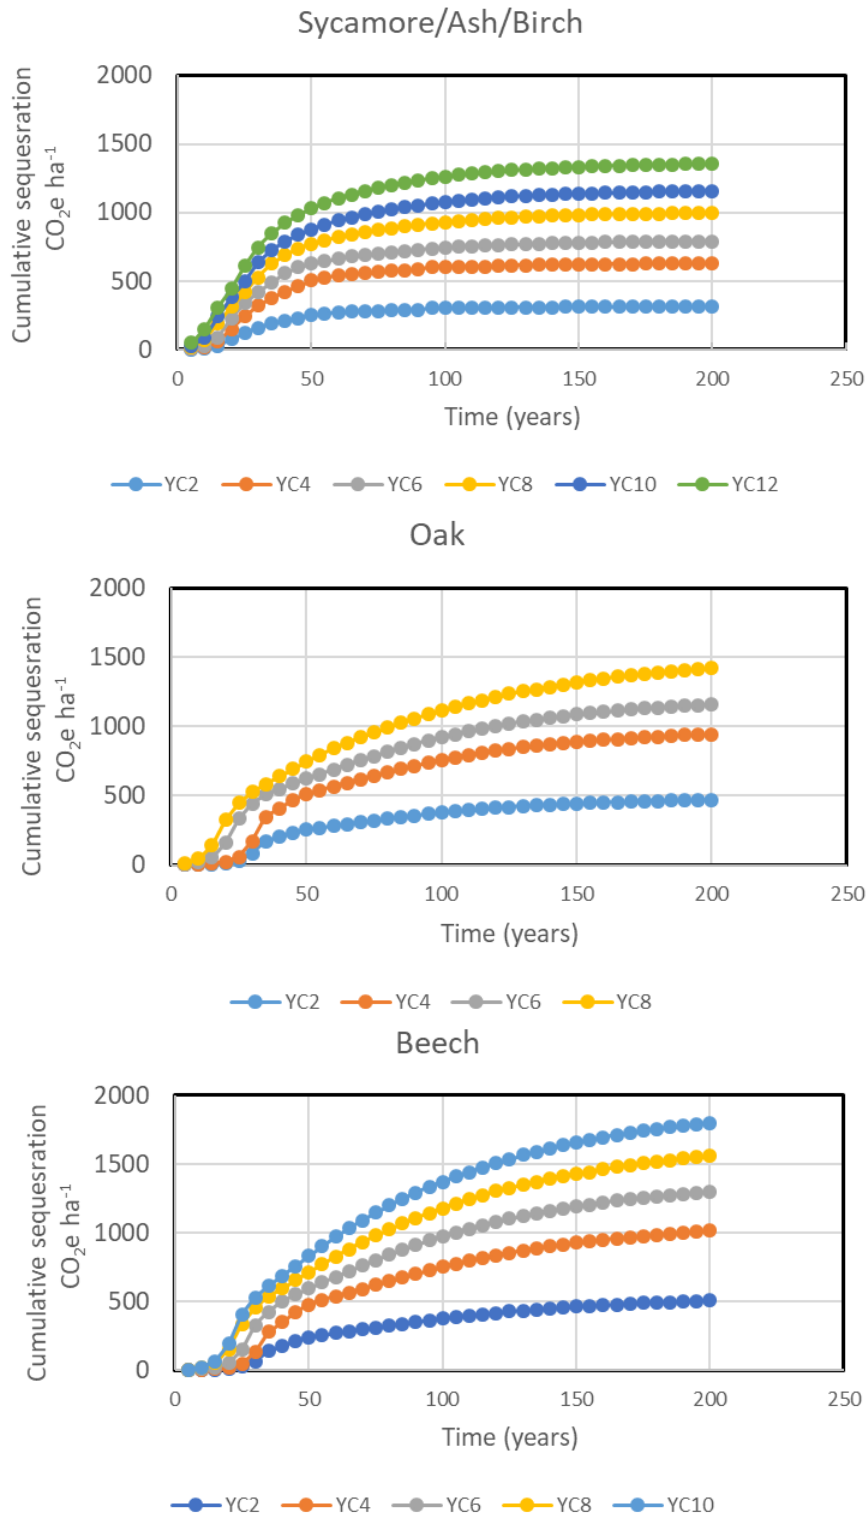 Sycamore/Ash/Birch
Cumulative sequesration
CO₂e ha⁻¹
2000
1500
1000
500
0
0 50 100 150 200 250
Time (years)
YC2 YC4 YC6 YC8 YC10 YC12
Oak
Cumulative sequesration
CO₂e ha⁻¹
2000
1500
1000
500
0
0 50 100 150 200 250
Time (years)
YC2 YC4 YC6 YC8
Beech
Cumulative sequesration
CO₂e ha⁻¹
2000
1500
1000
500
0
0 50 100 150 200 250
Time (years)
YC2 YC4 YC6 YC8 YC10